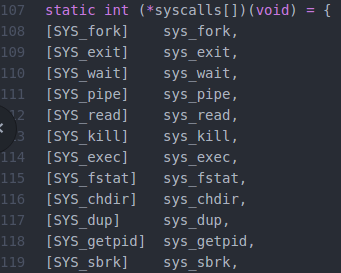 107 static int (*syscalls[])(void) = {
108 [SYS_fork]    sys_fork,
109 [SYS_exit]    sys_exit,
110 [SYS_wait]    sys_wait,
111 [SYS_pipe]    sys_pipe,
12 [SYS_read]    sys_read,
13 [SYS_kill]    sys_kill,
114 [SYS_exec]    sys_exec,
115 [SYS_fstat]   sys_fstat,
116 [SYS_chdir]   sys_chdir,
117 [SYS_dup]     sys_dup,
118 [SYS_getpid]  sys_getpid,
119 [SYS_sbrk]    sys_sbrk,